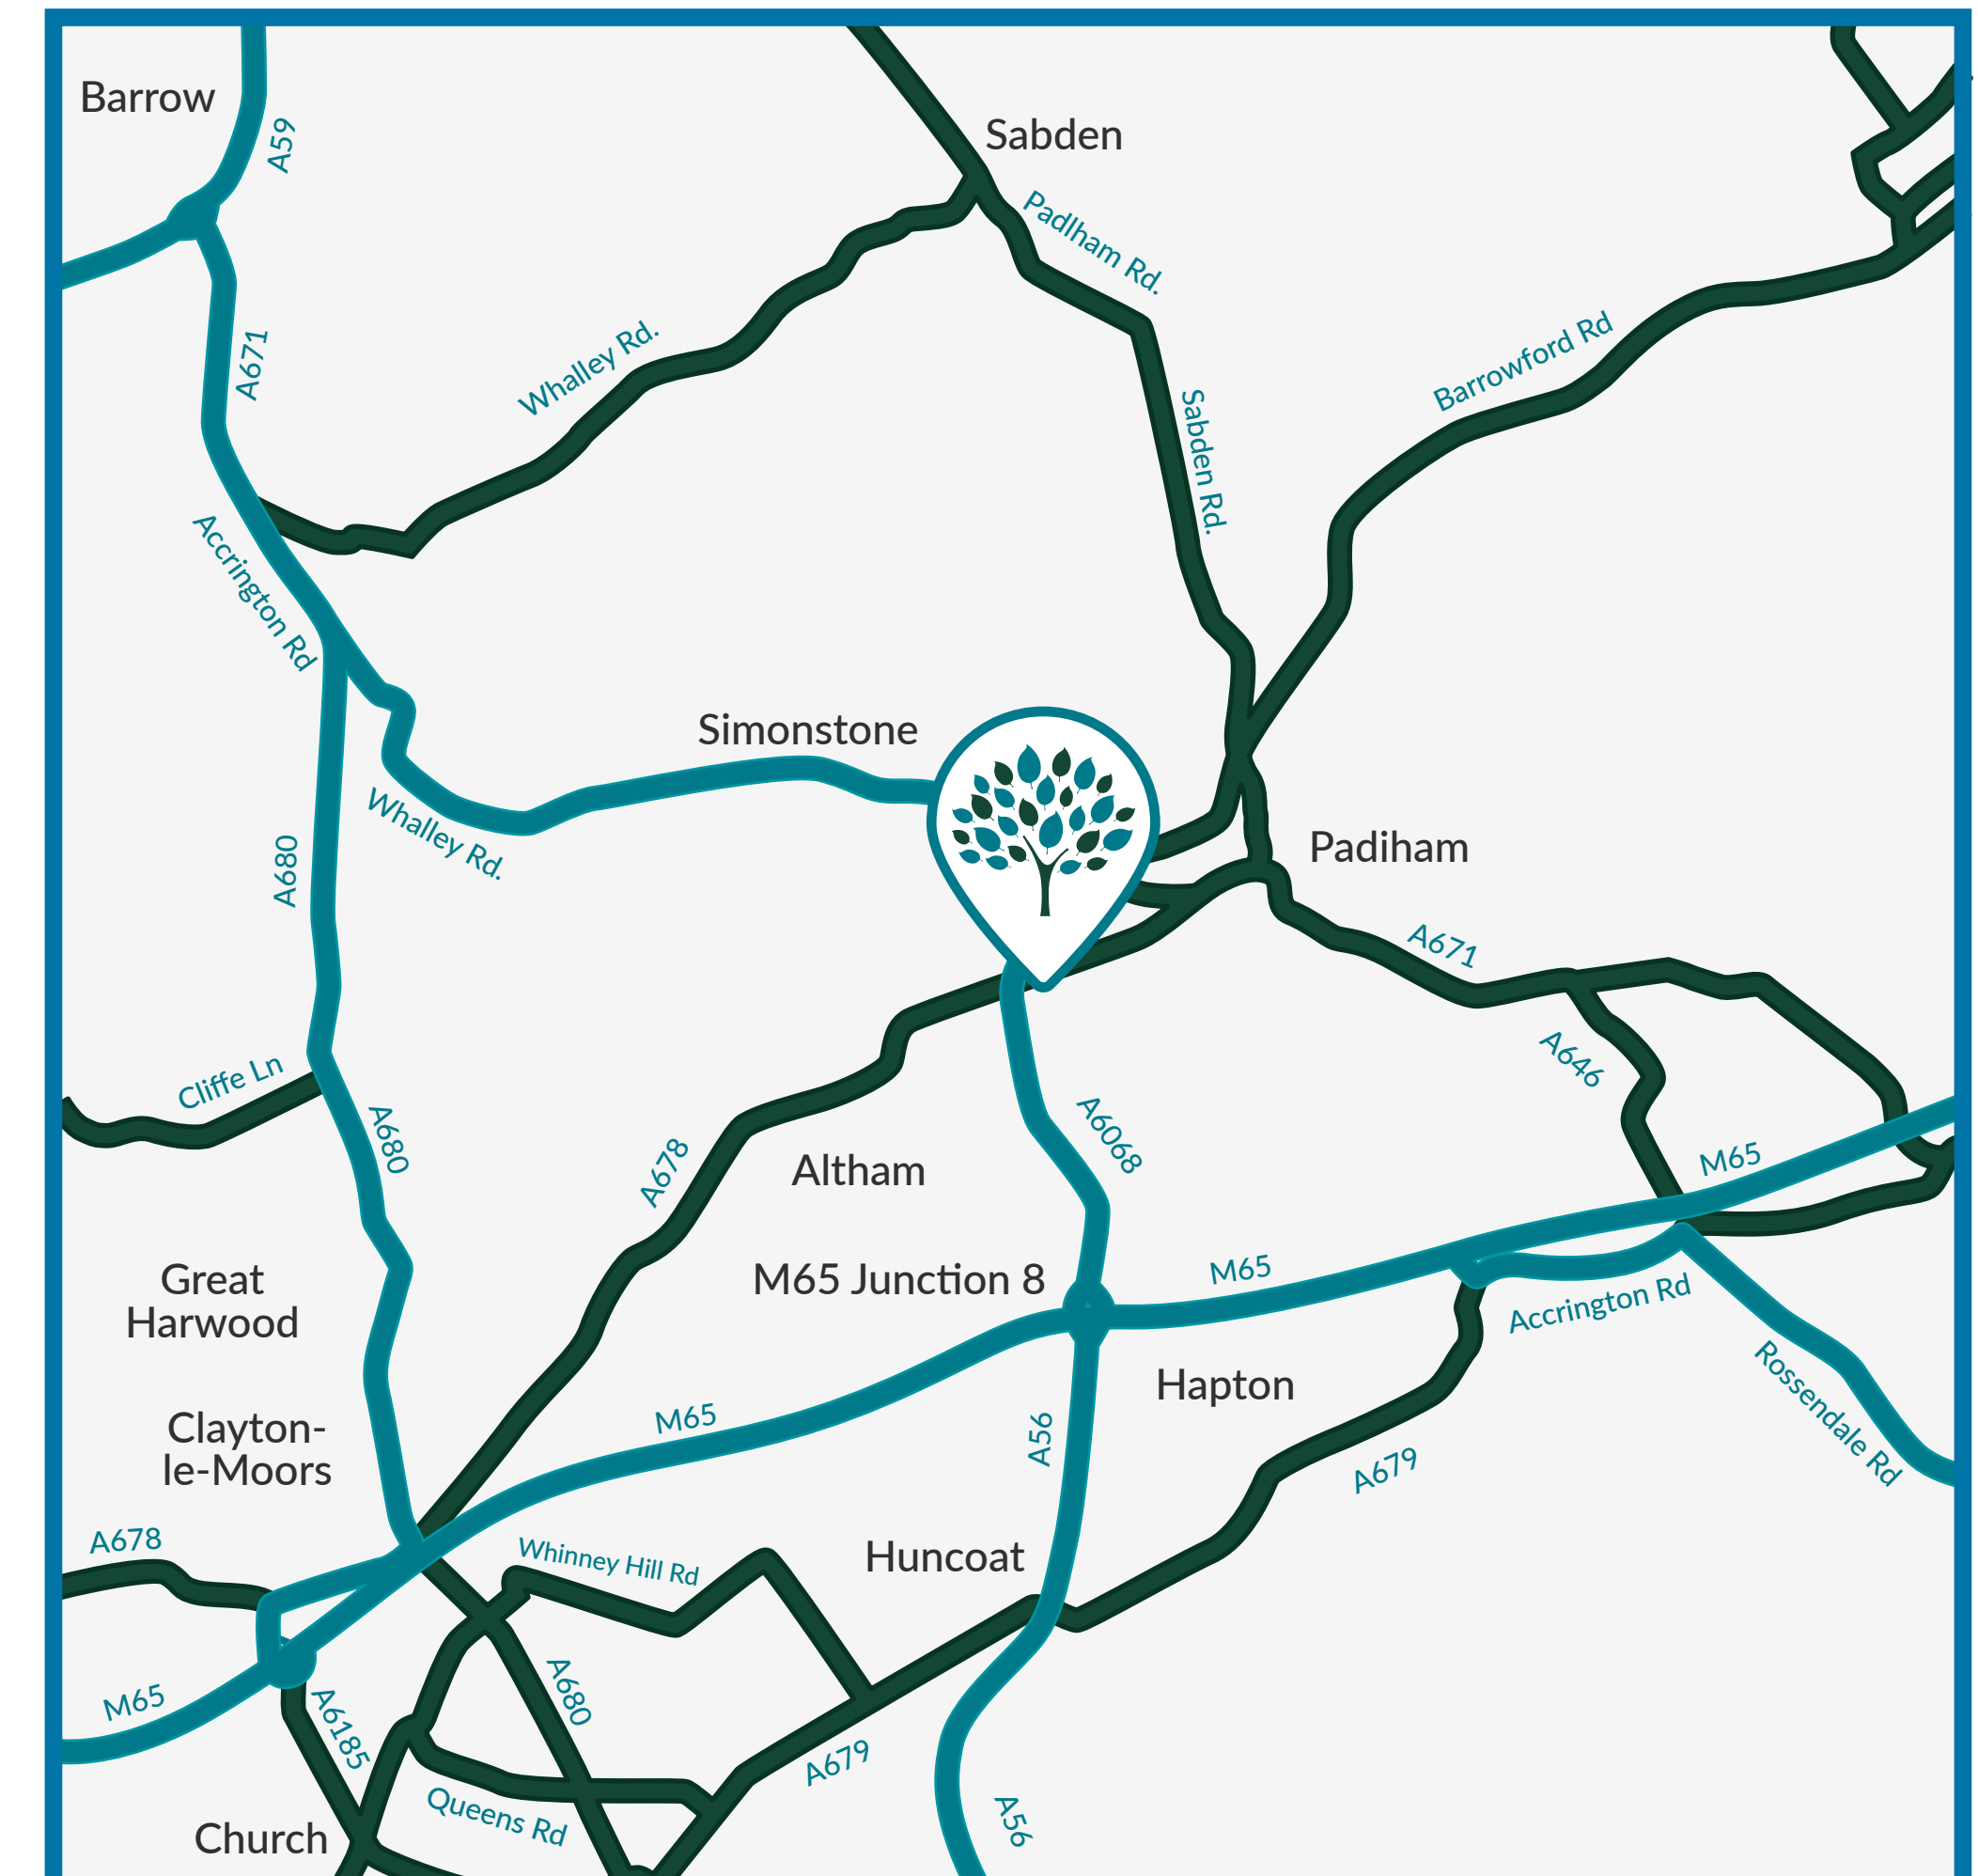 Barrow
A59
Sabden
Padlham Rd.
A671
Whalley Rd.
Barrowford Rd
Sabden Rd.
Accrington Rd
Simonstone
Whalley Rd.
A680
Padiham
A671
A646
Cliffe Ln
A680
A678
Altham
A6068
M65
Great
Harwood
M65 Junction 8
M65
Accrington Rd
Hapton
Rossendale Rd
Clayton-
le-Moors
M65
A56
A679
A678
Whinney Hill Rd
Huncoat
M65
A6185
A680
A679
Queens Rd
Church
A56